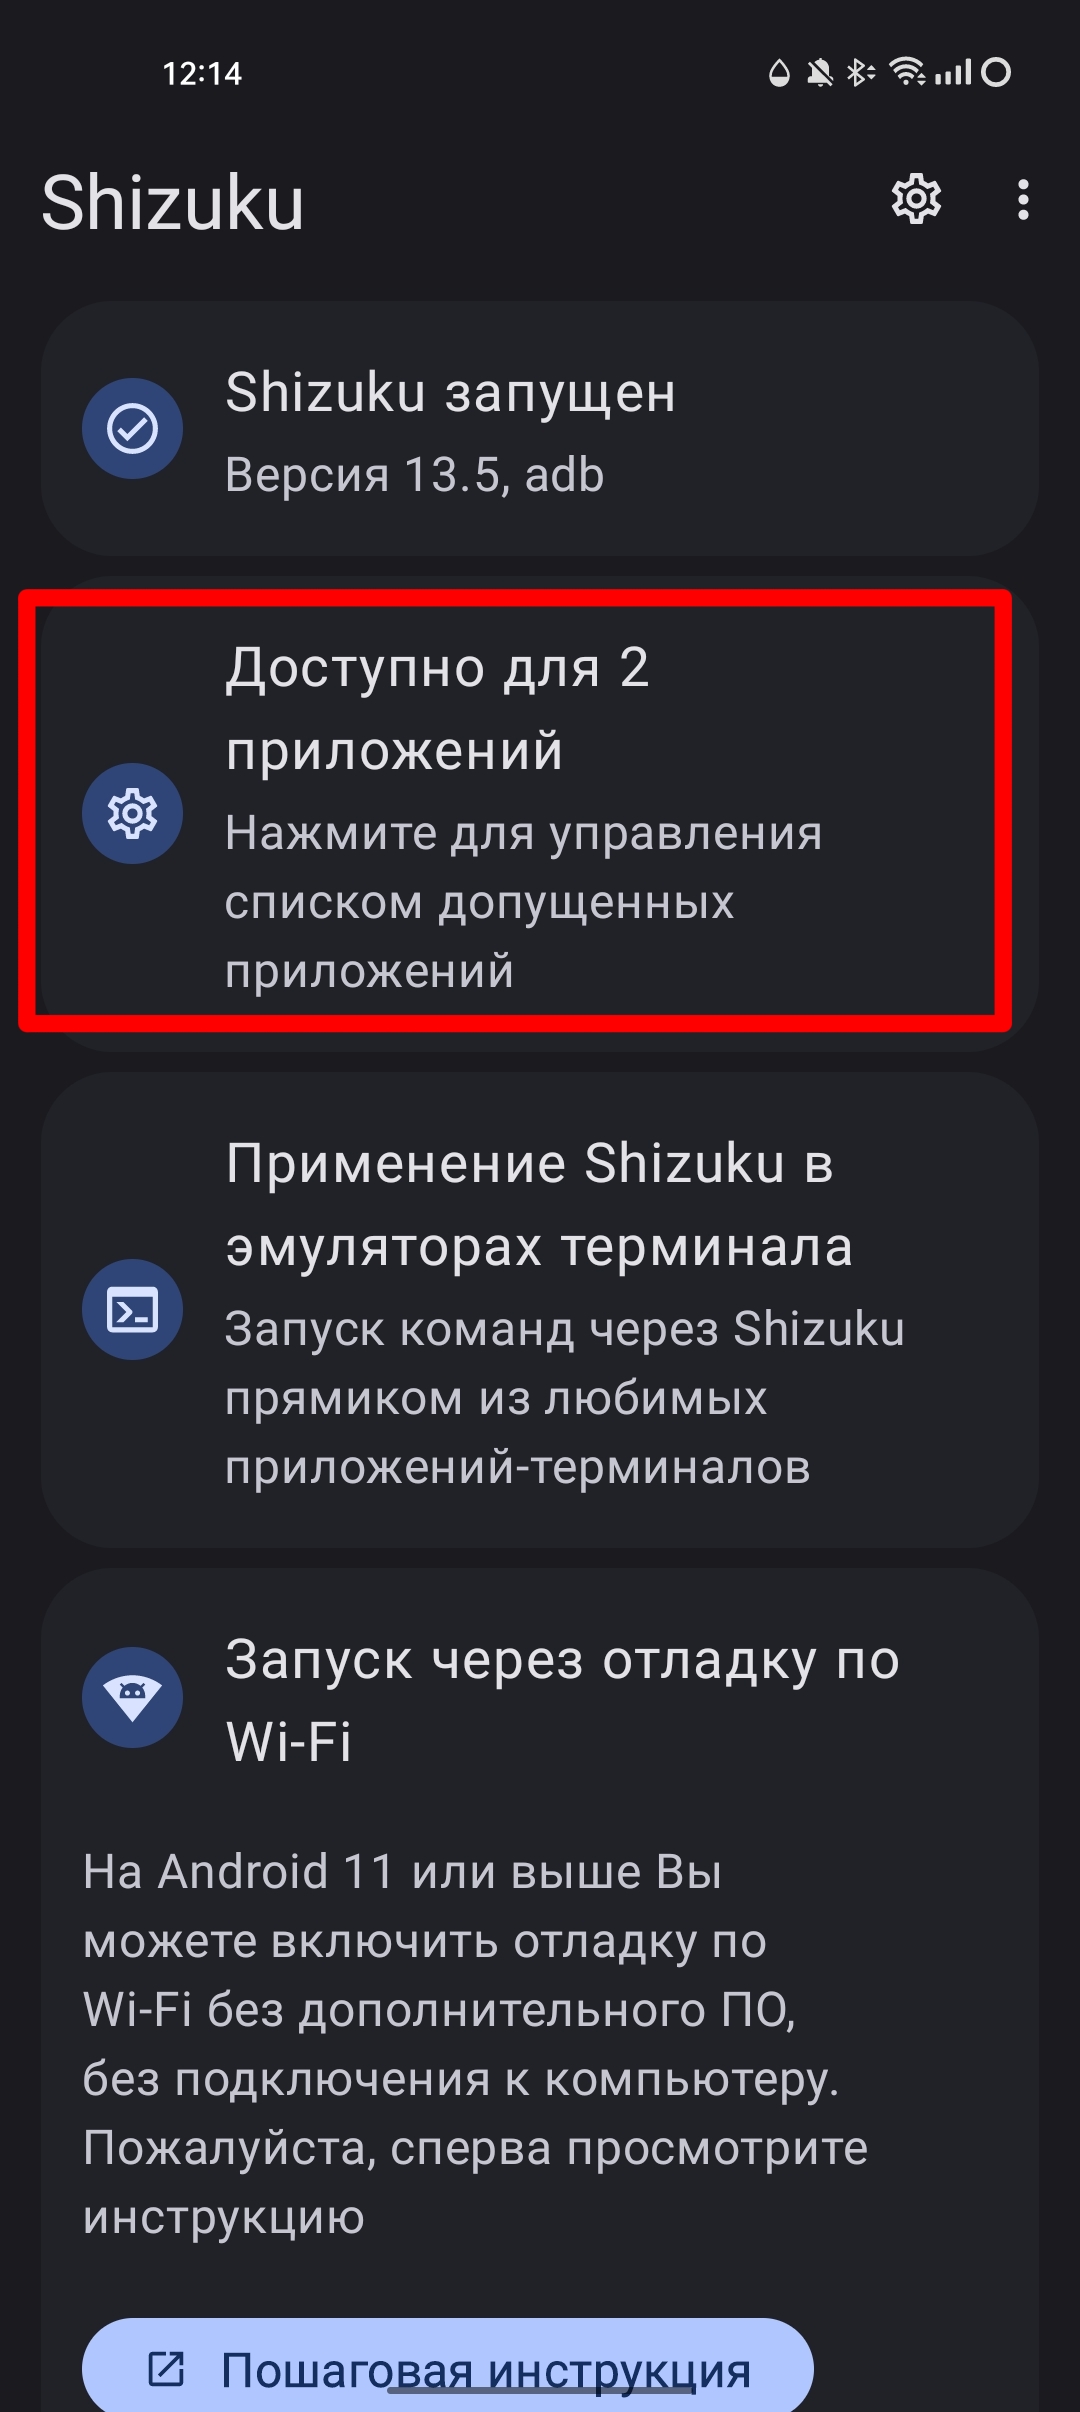 12:14
Shizuku
Shizuku запущен
Версия 13.5, adb
Доступно для 2
приложений
Нажмите для управления
списком допущенных
приложений
Применение Shizuku в
эмуляторах терминала
Запуск команд через Shizuku
прямиком из любимых
приложений-терминалов
Запуск через отладку по
Wi-Fi
На Android 11 или выше Вы
можете включить отладку по
Wi-Fi без дополнительного ПО,
без подключения к компьютеру.
Пожалуйста, сперва просмотрите
инструкцию
Пошаговая инструкция